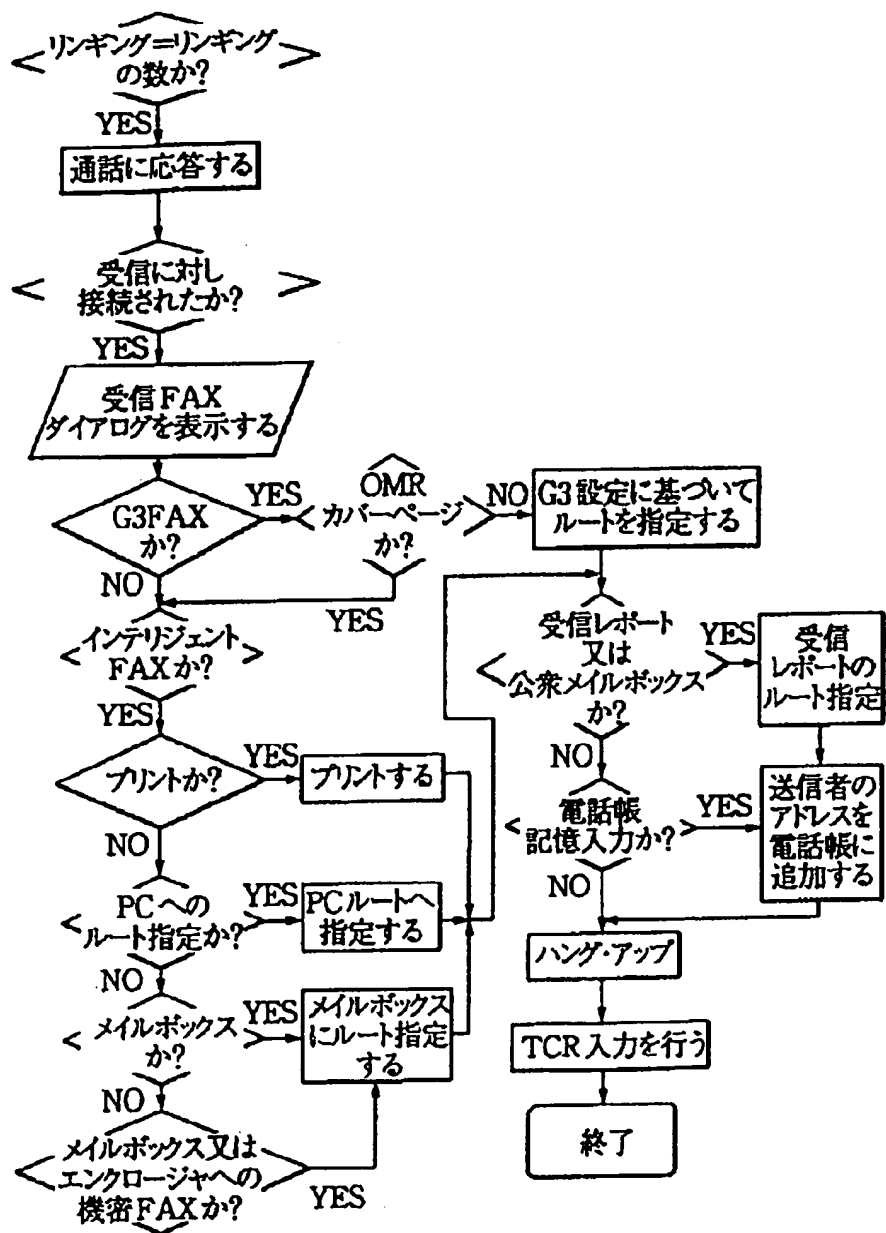 リンギング=リンギング
の数か?
YES
通話に応答する
受信に対し
接続されたか?
YES
受信FAX
ダイアログを表示する
G3FAX
か?
YES
NO
OMR
カバーページ
か?
NO
YES
G3設定に基づいて
ルートを指定する
インテリジェント
FAXか?
YES
プリントか?
YES
プリントする
NO
PCへの
ルート指定か?
YES
PCルートへ
指定する
NO
メイルボックス
か?
YES
メイルボックス
にルート指定
する
NO
メイルボックス又は
エンクロージャへの
機密FAXか?
YES
受信レポート
又は
公衆メイルボックス
か?
YES
受信
レポートの
ルート指定
NO
電話帳
記憶入力か?
YES
送信者の
アドレスを
電話帳に
追加する
NO
ハング・アップ
TCR入力を行う
終了